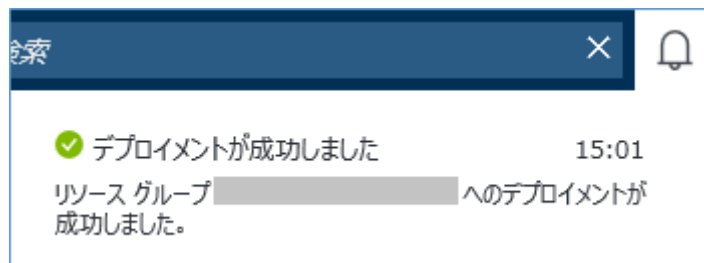 検索
デプロイメントが成功しました 15:01
リソース グループ へのデプロイメントが
成功しました。